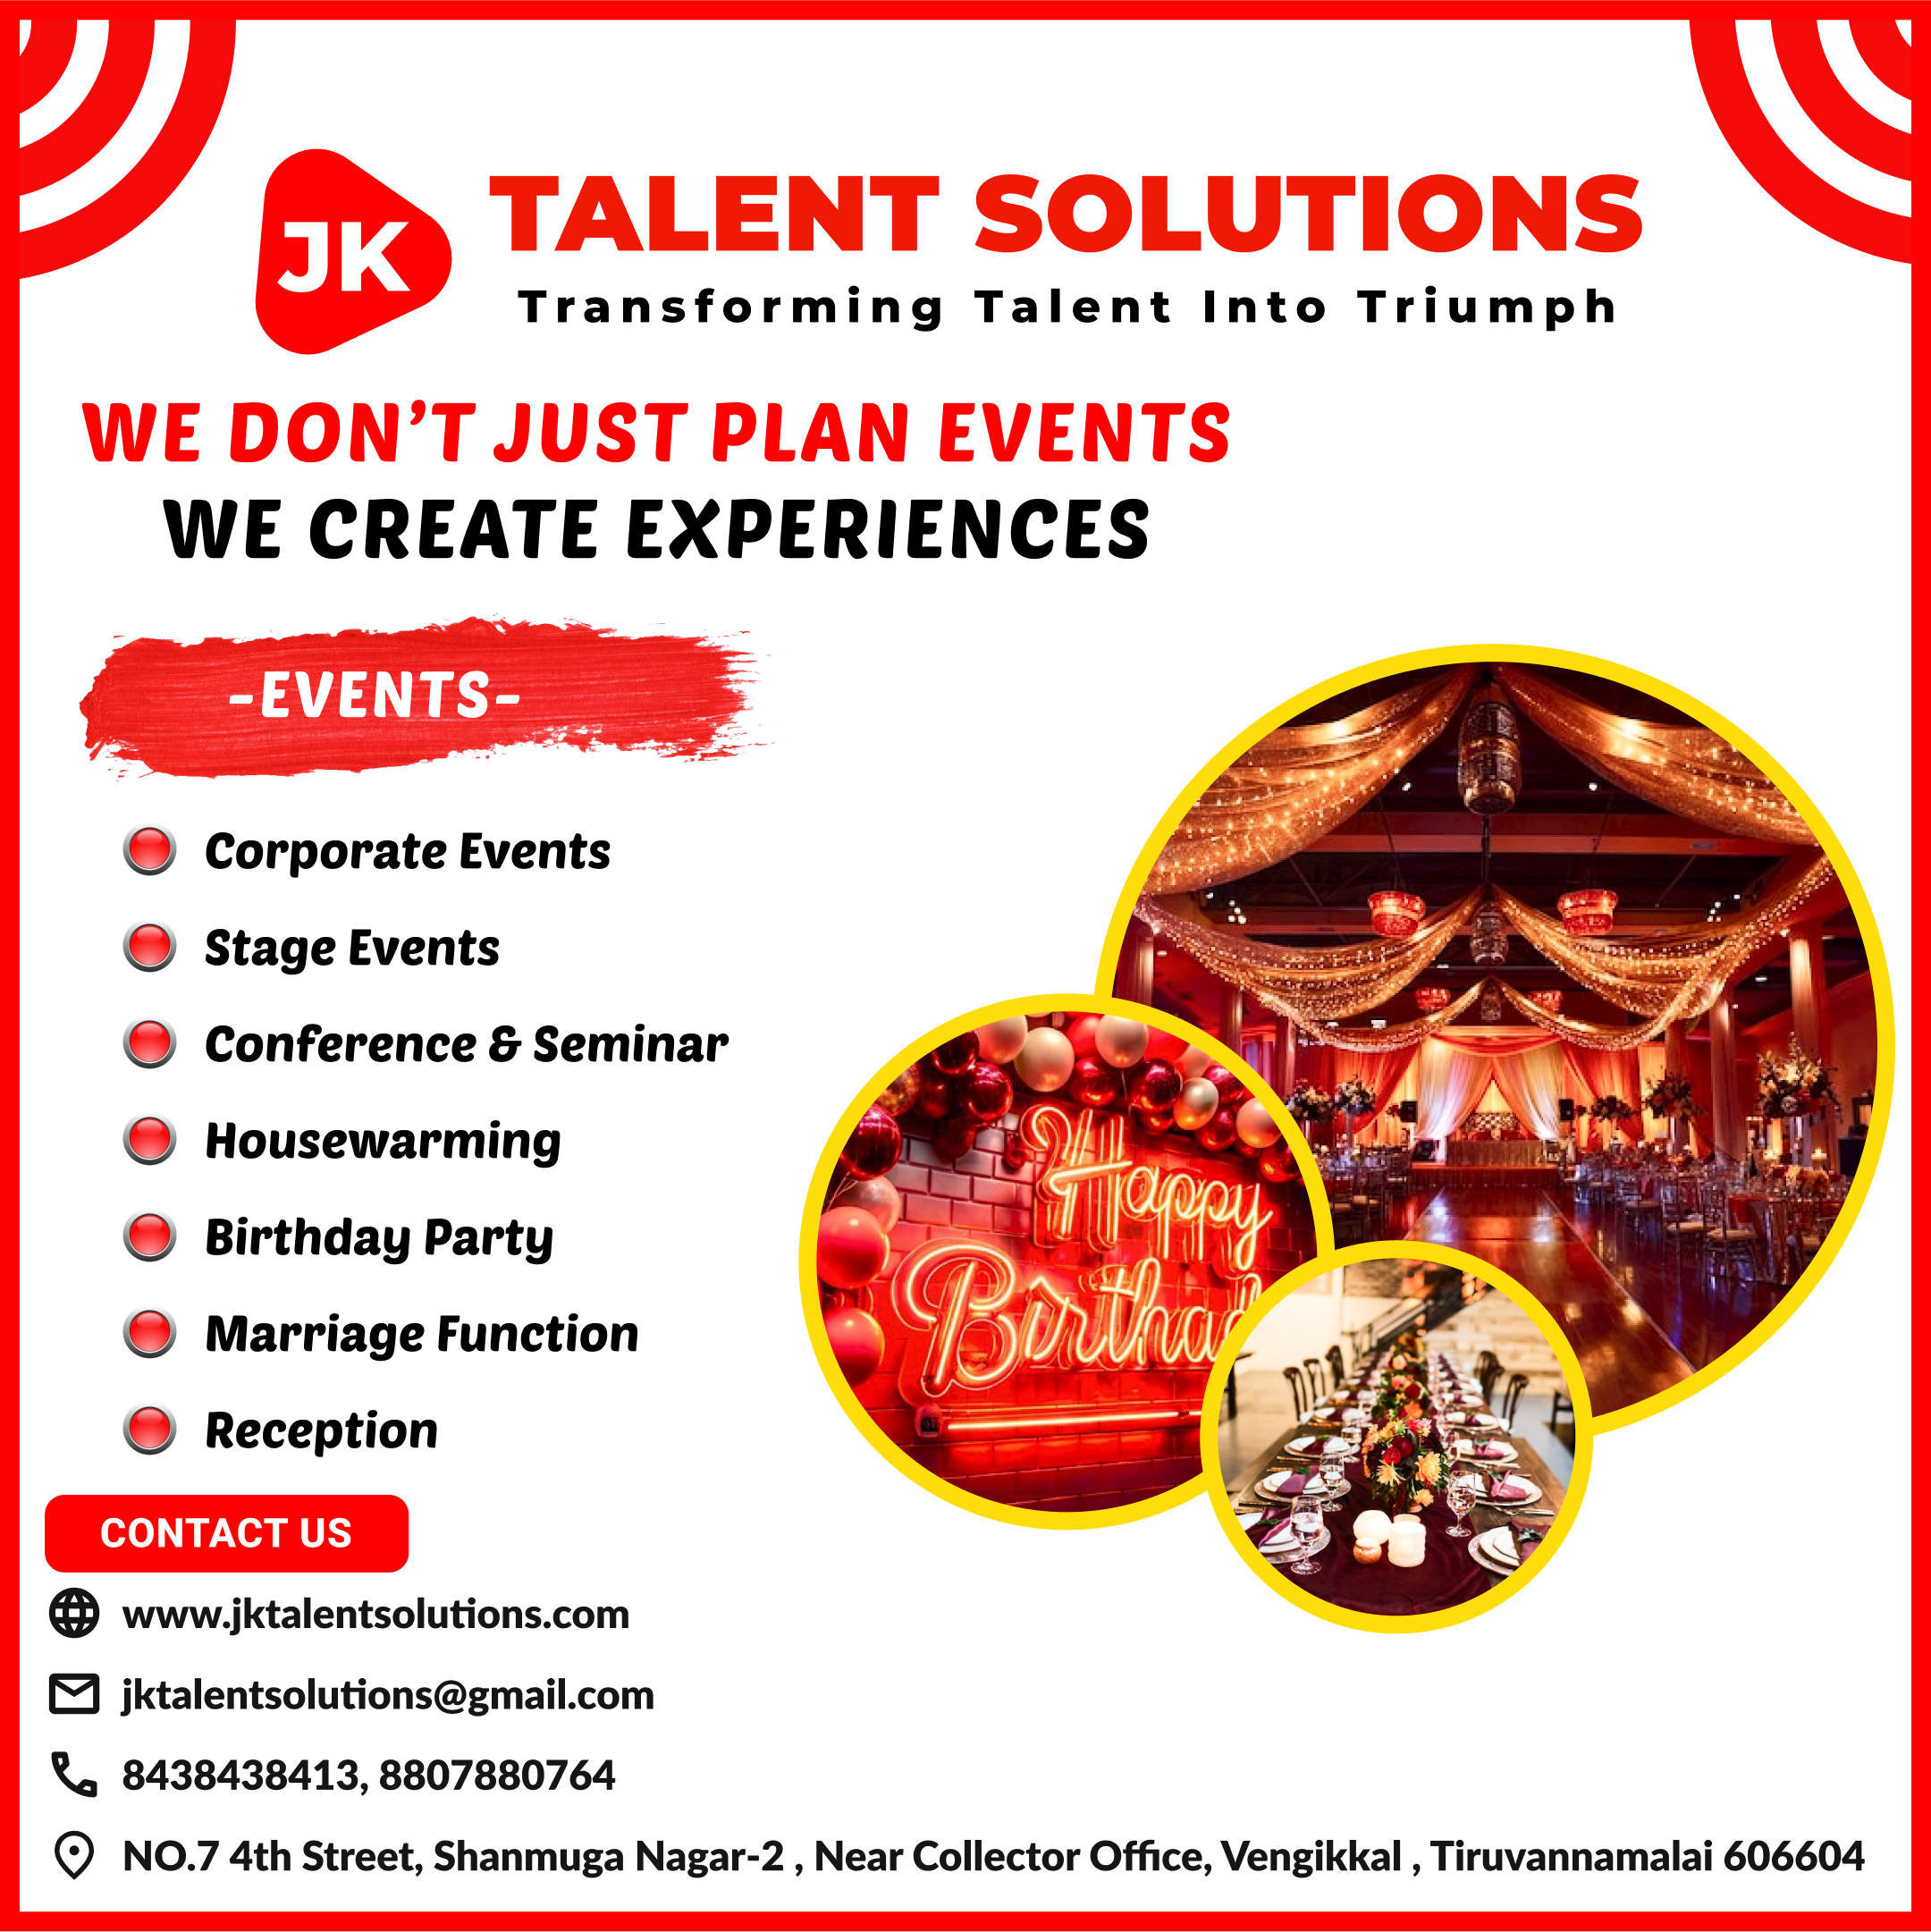 JK
TALENT SOLUTIONS
Transforming Talent Into Triumph
WE DON’T JUST PLAN EVENTS
WE CREATE EXPERIENCES
-EVENTS-
Corporate Events
Stage Events
Conference & Seminar
Housewarming
Birthday Party
Marriage Function
Reception
Happy
Birthd
CONTACT US
www.jktalentsolutions.com
jktalentsolutions@gmail.com
8438438413, 8807880764
NO.7 4th Street, Shanmuga Nagar-2 , Near Collector Office, Vengikkal , Tiruvannamalai 606604